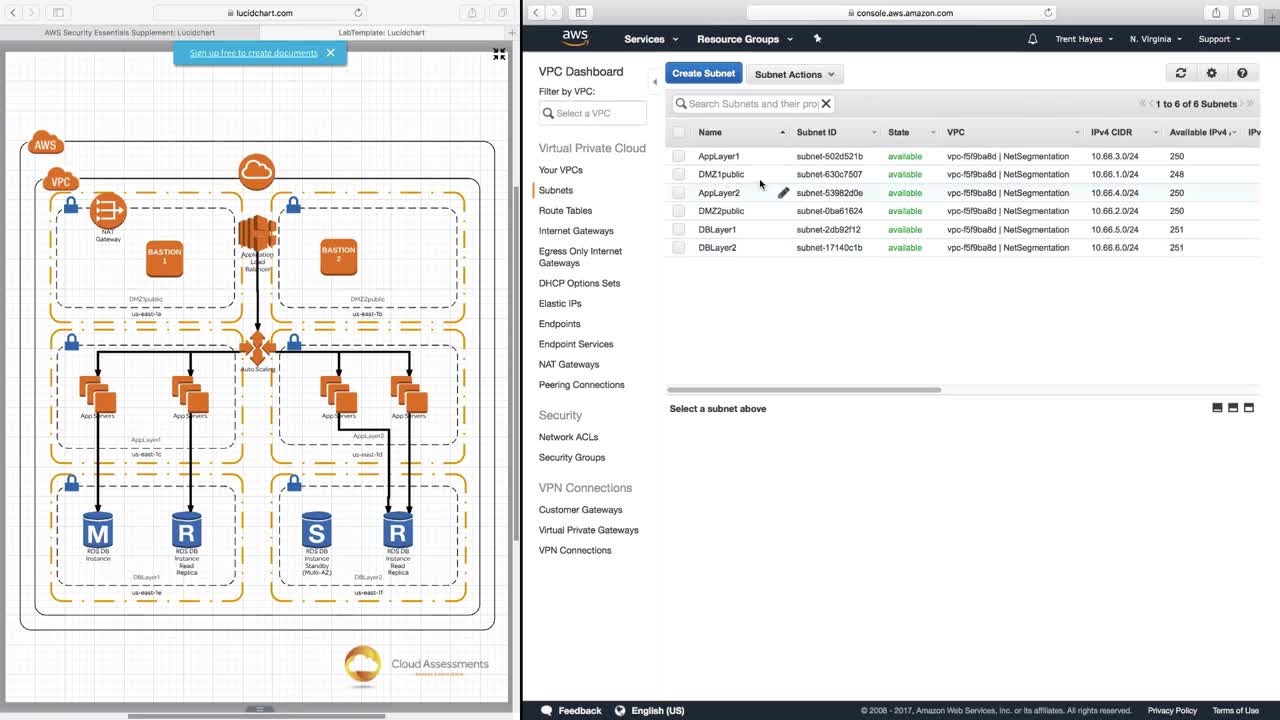 lucidchart.com
AWS Security Essentials Supplement: Lucidchart
LabTemplate: Lucidchart
Sign up free to create documents
AWS
VPC
NAT
Gateway
BASTION
1
Application
Load
Balancer
BASTION
2
DMZ1public
us-east-1a
DMZ2public
us-east-1b
Auto Scaling
App Servers
App Servers
App Servers
App Servers
AppLayer1
us-east-1c
AppLayer2
us-east-1d
M
RDS DB
Instance
R
RDS DB
Instance
Read
Replica
S
RDS DB
Instance
Standby
(Multi-AZ)
R
RDS DB
Instance
Read
Replica
DBLayer1
us-east-1e
DBLayer2
us-east-1f
Cloud Assessments
console.aws.amazon.com
aws
Services
Resource Groups
Trent Hayes
N. Virginia
Support
VPC Dashboard
Filter by VPC:
Select a VPC
Virtual Private Cloud
Your VPCs
Subnets
Route Tables
Internet Gateways
Egress Only Internet
Gateways
DHCP Options Sets
Elastic IPs
Endpoints
Endpoint Services
NAT Gateways
Peering Connections
Security
Network ACLs
Security Groups
VPN Connections
Customer Gateways
Virtual Private Gateways
VPN Connections
Create Subnet
Subnet Actions
Search Subnets and their pro
1 to 6 of 6 Subnets
Name Subnet ID State VPC IPv4 CIDR Available IPv4 IPv
AppLayer1 subnet-502d521b available vpc-f5f9ba8d | NetSegmentation 10.66.3.0/24 250
DMZ1public subnet-630c7507 available vpc-f5f9ba8d | NetSegmentation 10.66.1.0/24 248
AppLayer2 subnet-53982d0e available vpc-f5f9ba8d | NetSegmentation 10.66.4.0/24 250
DMZ2public subnet-0ba61624 available vpc-f5f9ba8d | NetSegmentation 10.66.2.0/24 250
DBLayer1 subnet-2db92f12 available vpc-f5f9ba8d | NetSegmentation 10.66.5.0/24 251
DBLayer2 subnet-17140c1b available vpc-f5f9ba8d | NetSegmentation 10.66.6.0/24 251
Select a subnet above
Feedback
English (US)
© 2008 - 2017, Amazon Web Services, Inc. or its affiliates. All rights reserved.
Privacy Policy
Terms of Use